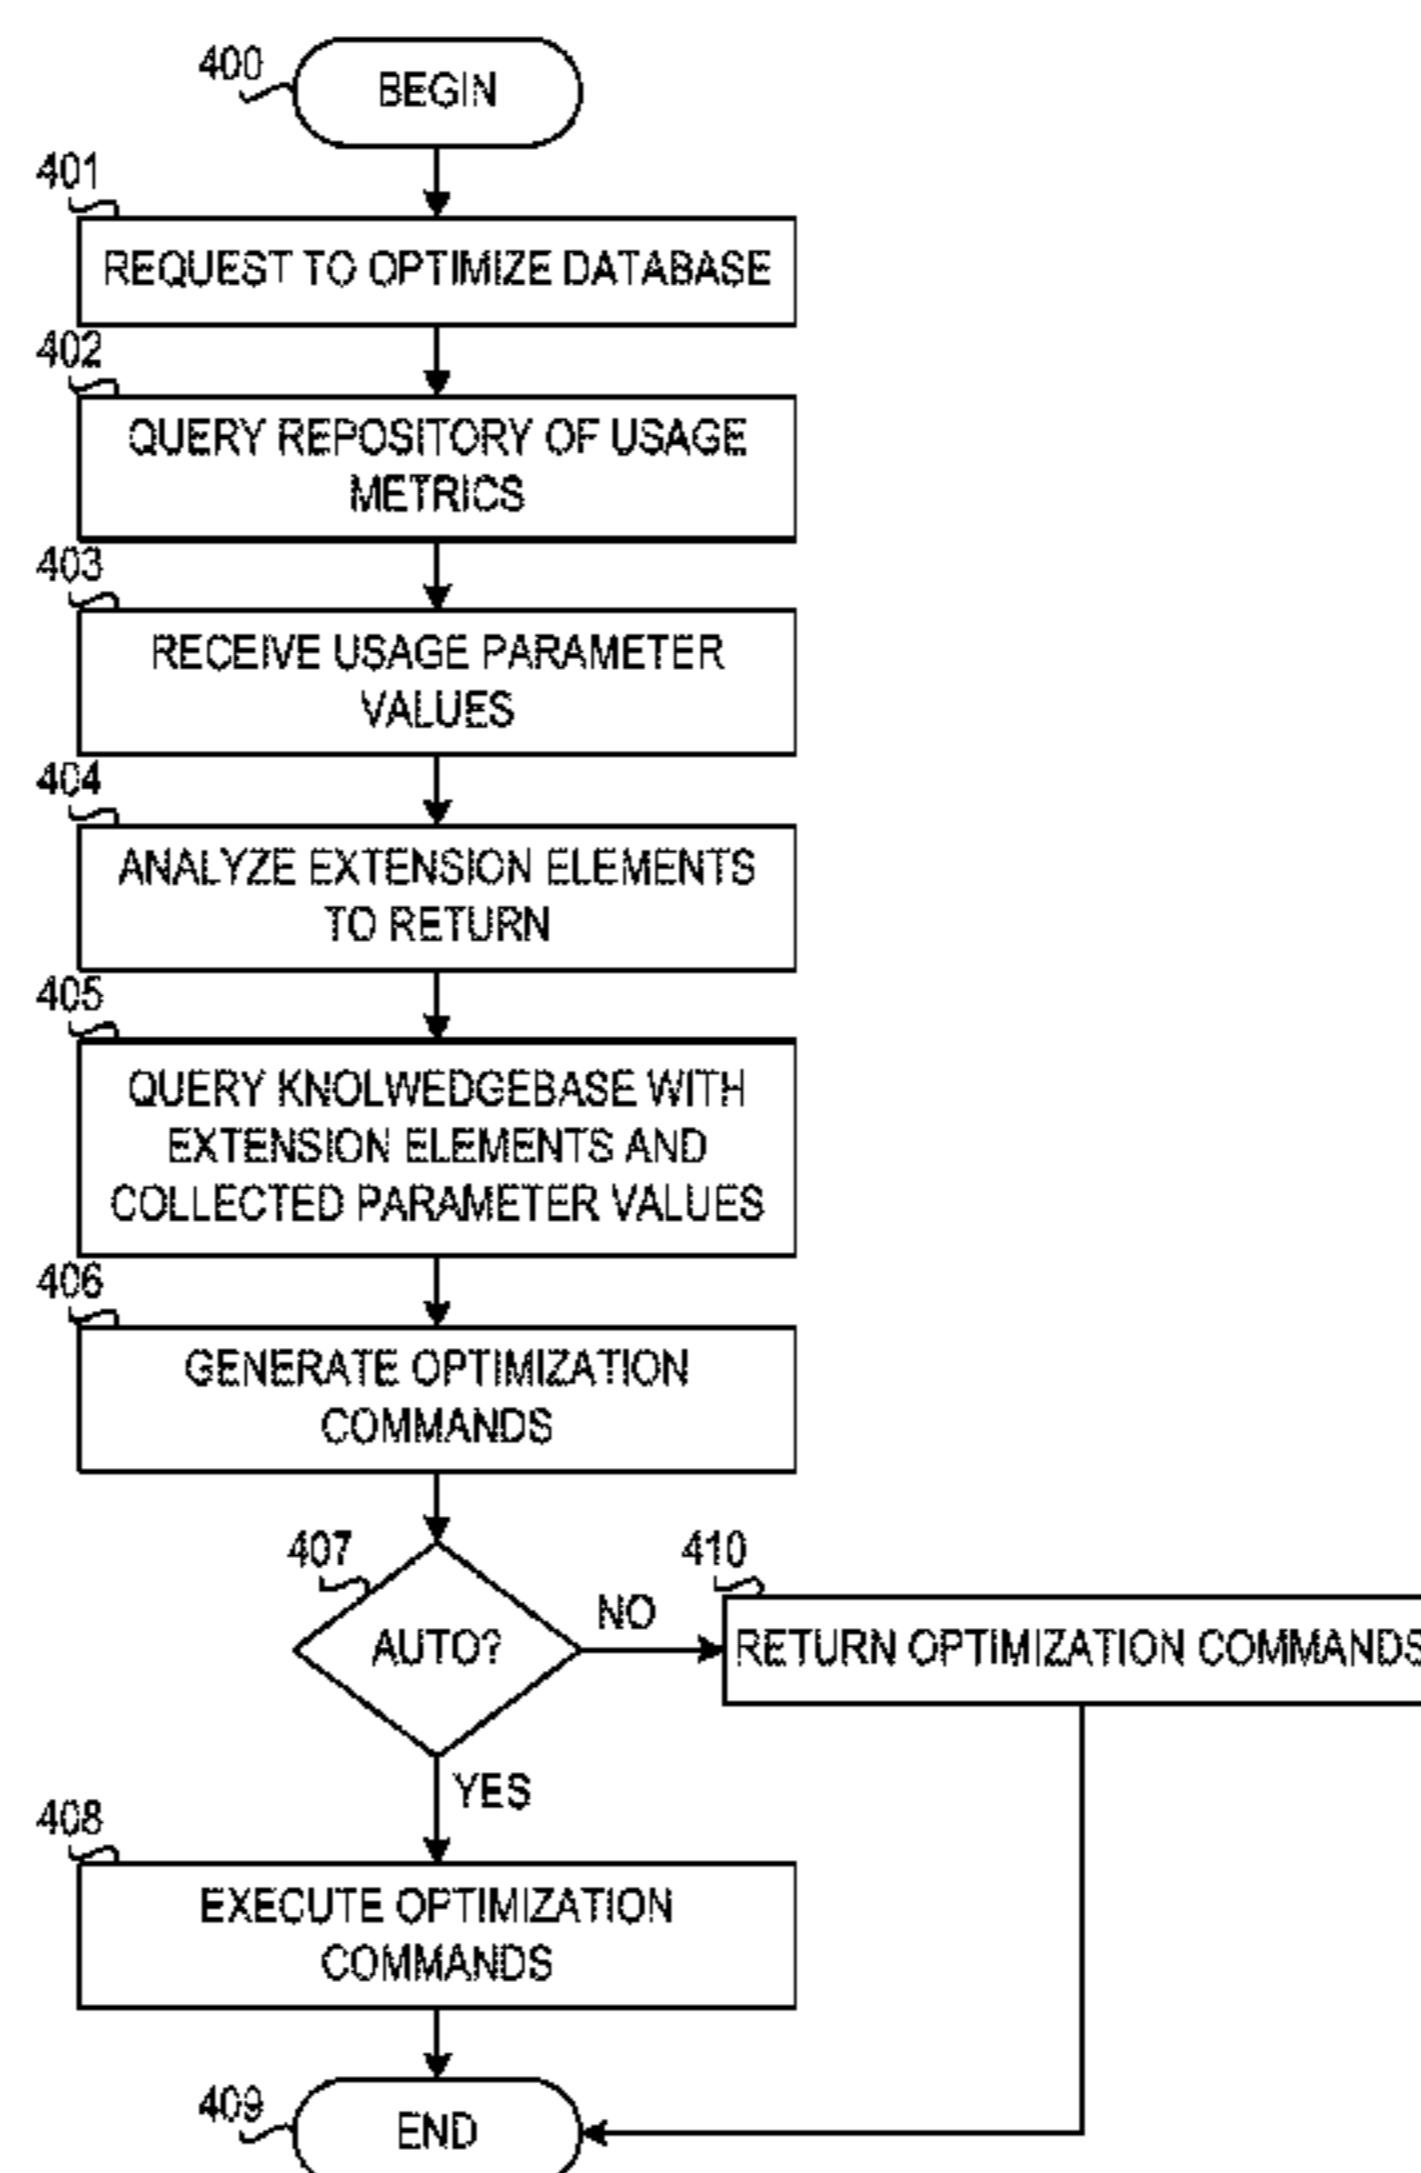 400
BEGIN
401
REQUEST TO OPTIMIZE DATABASE
402
QUERY REPOSITORY OF USAGE
METRICS
403
RECEIVE USAGE PARAMETER
VALUES
404
ANALYZE EXTENSION ELEMENTS
TO RETURN
405
QUERY KNOLWEDGEBASE WITH
EXTENSION ELEMENTS AND
COLLECTED PARAMETER VALUES
406
GENERATE OPTIMIZATION
COMMANDS
407
AUTO?
NO
410
RETURN OPTIMIZATION COMMANDS
YES
408
EXECUTE OPTIMIZATION
COMMANDS
409
END